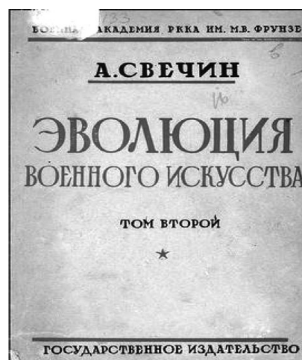 ВОЕННАЯ АКАДЕМИЯ РККА ИМ. М.В. ФРУНЗЕ
А. СВЕЧИН
ЭВОЛЮЦИЯ
ВОЕННОГО ИСКУССТВА
ТОМ ВТОРОЙ
ГОСУДАРСТВЕННОЕ ИЗДАТЕЛЬСТВО